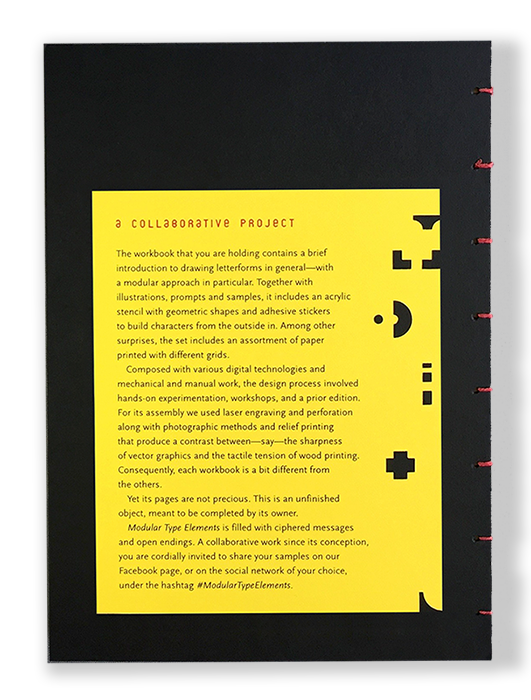 a COLLaBORaTIVe PROJECT
The workbook that you are holding contains a brief
introduction to drawing letterforms in general—with
a modular approach in particular. Together with
illustrations, prompts and samples, it includes an acrylic
stencil with geometric shapes and adhesive stickers
to build characters from the outside in. Among other
surprises, the set includes an assortment of paper
printed with different grids.
Composed with various digital technologies and
mechanical and manual work, the design process involved
hands-on experimentation, workshops, and a prior edition.
For its assembly we used laser engraving and perforation
along with photographic methods and relief printing
that produce a contrast between—say—the sharpness
of vector graphics and the tactile tension of wood printing.
Consequently, each workbook is a bit different from
the others.
Yet its pages are not precious. This is an unfinished
object, meant to be completed by its owner.
Modular Type Elements is filled with ciphered messages
and open endings. A collaborative work since its conception,
you are cordially invited to share your samples on our
Facebook page, or on the social network of your choice,
under the hashtag #ModularTypeElements.